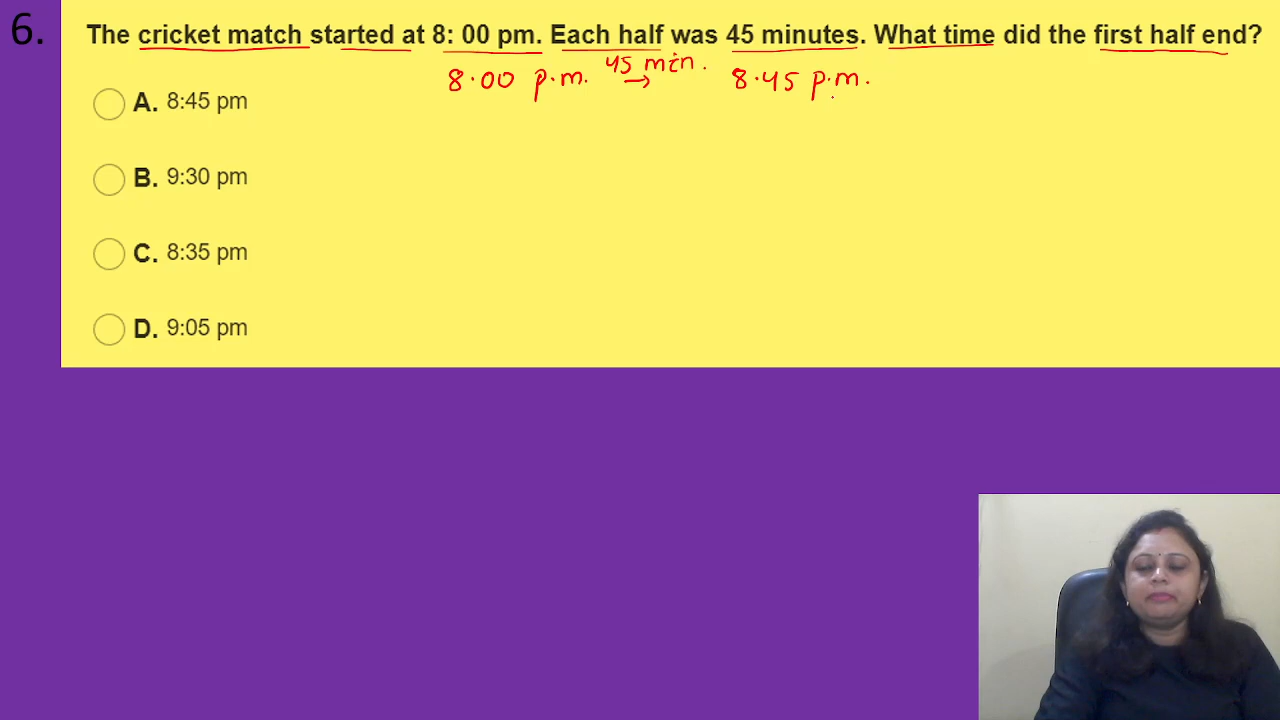 6. The cricket match started at 8: 00 pm. Each half was 45 minutes. What time did the first half end?
8.00 p.m. 45 min. → 8.45 p.m.
A. 8:45 pm
B. 9:30 pm
C. 8:35 pm
D. 9:05 pm